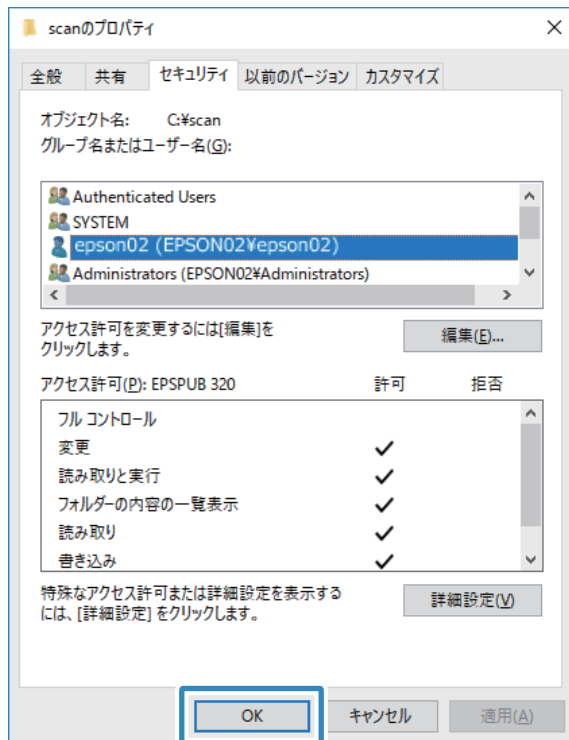 scanのプロパティ
全般 共有 セキュリティ 以前のバージョン カスタマイズ
オブジェクト名: C:¥scan
グループ名またはユーザー名(G):
Authenticated Users
SYSTEM
epson02 (EPSON02¥epson02)
Administrators (EPSON02¥Administrators)
アクセス許可を変更するには[編集]を
クリックします。
編集(E)...
アクセス許可(P): EPSPUB 320 許可 拒否
フル コントロール
変更
読み取りと実行
フォルダーの内容の一覧表示
読み取り
書き込み
特殊なアクセス許可または詳細設定を表示する
には、[詳細設定] をクリックします。
詳細設定(V)
OK キャンセル 適用(A)